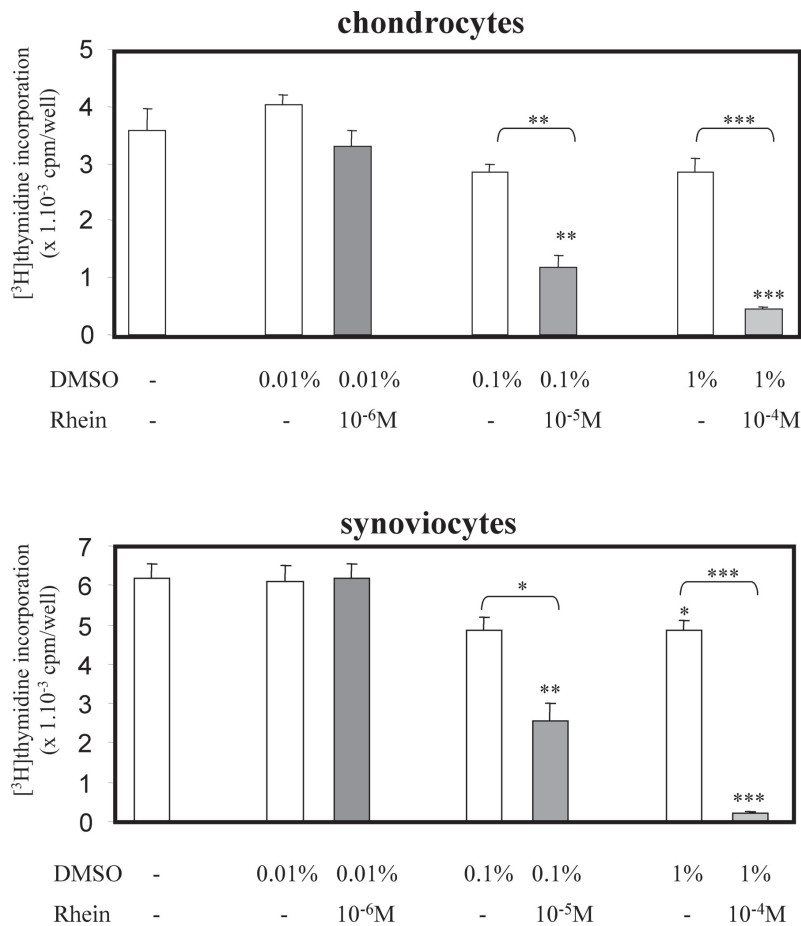 chondrocytes
[³H]thymidine incorporation
(x 1.10⁻³ cpm/well)
5
4
3
2
1
0
** ***
**
***
DMSO - 0.01% 0.01% 0.1% 0.1% 1% 1%
Rhein - - 10⁻⁶M - 10⁻⁵M - 10⁻⁴M
synoviocytes
[³H]thymidine incorporation
(x 1.10⁻³ cpm/well)
7
6
5
4
3
2
1
0
* ***
*
**
***
DMSO - 0.01% 0.01% 0.1% 0.1% 1% 1%
Rhein - - 10⁻⁶M - 10⁻⁵M - 10⁻⁴M